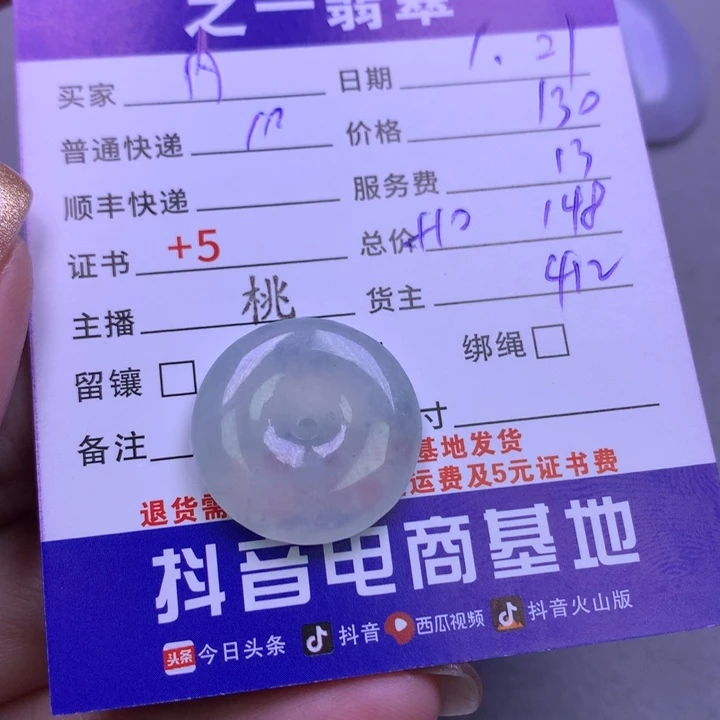 之一翡翠
买家 日期 1.21
普通快递 价格 130
顺丰快递 服务费 13
证书 +5 总价 +10 148
主播 桃 货主 412
留镶 绑绳
备注 寸
基地发货
退货需 运费及5元证书费
抖音电商基地
头条 今日头条 抖音 西瓜视频 抖音火山版